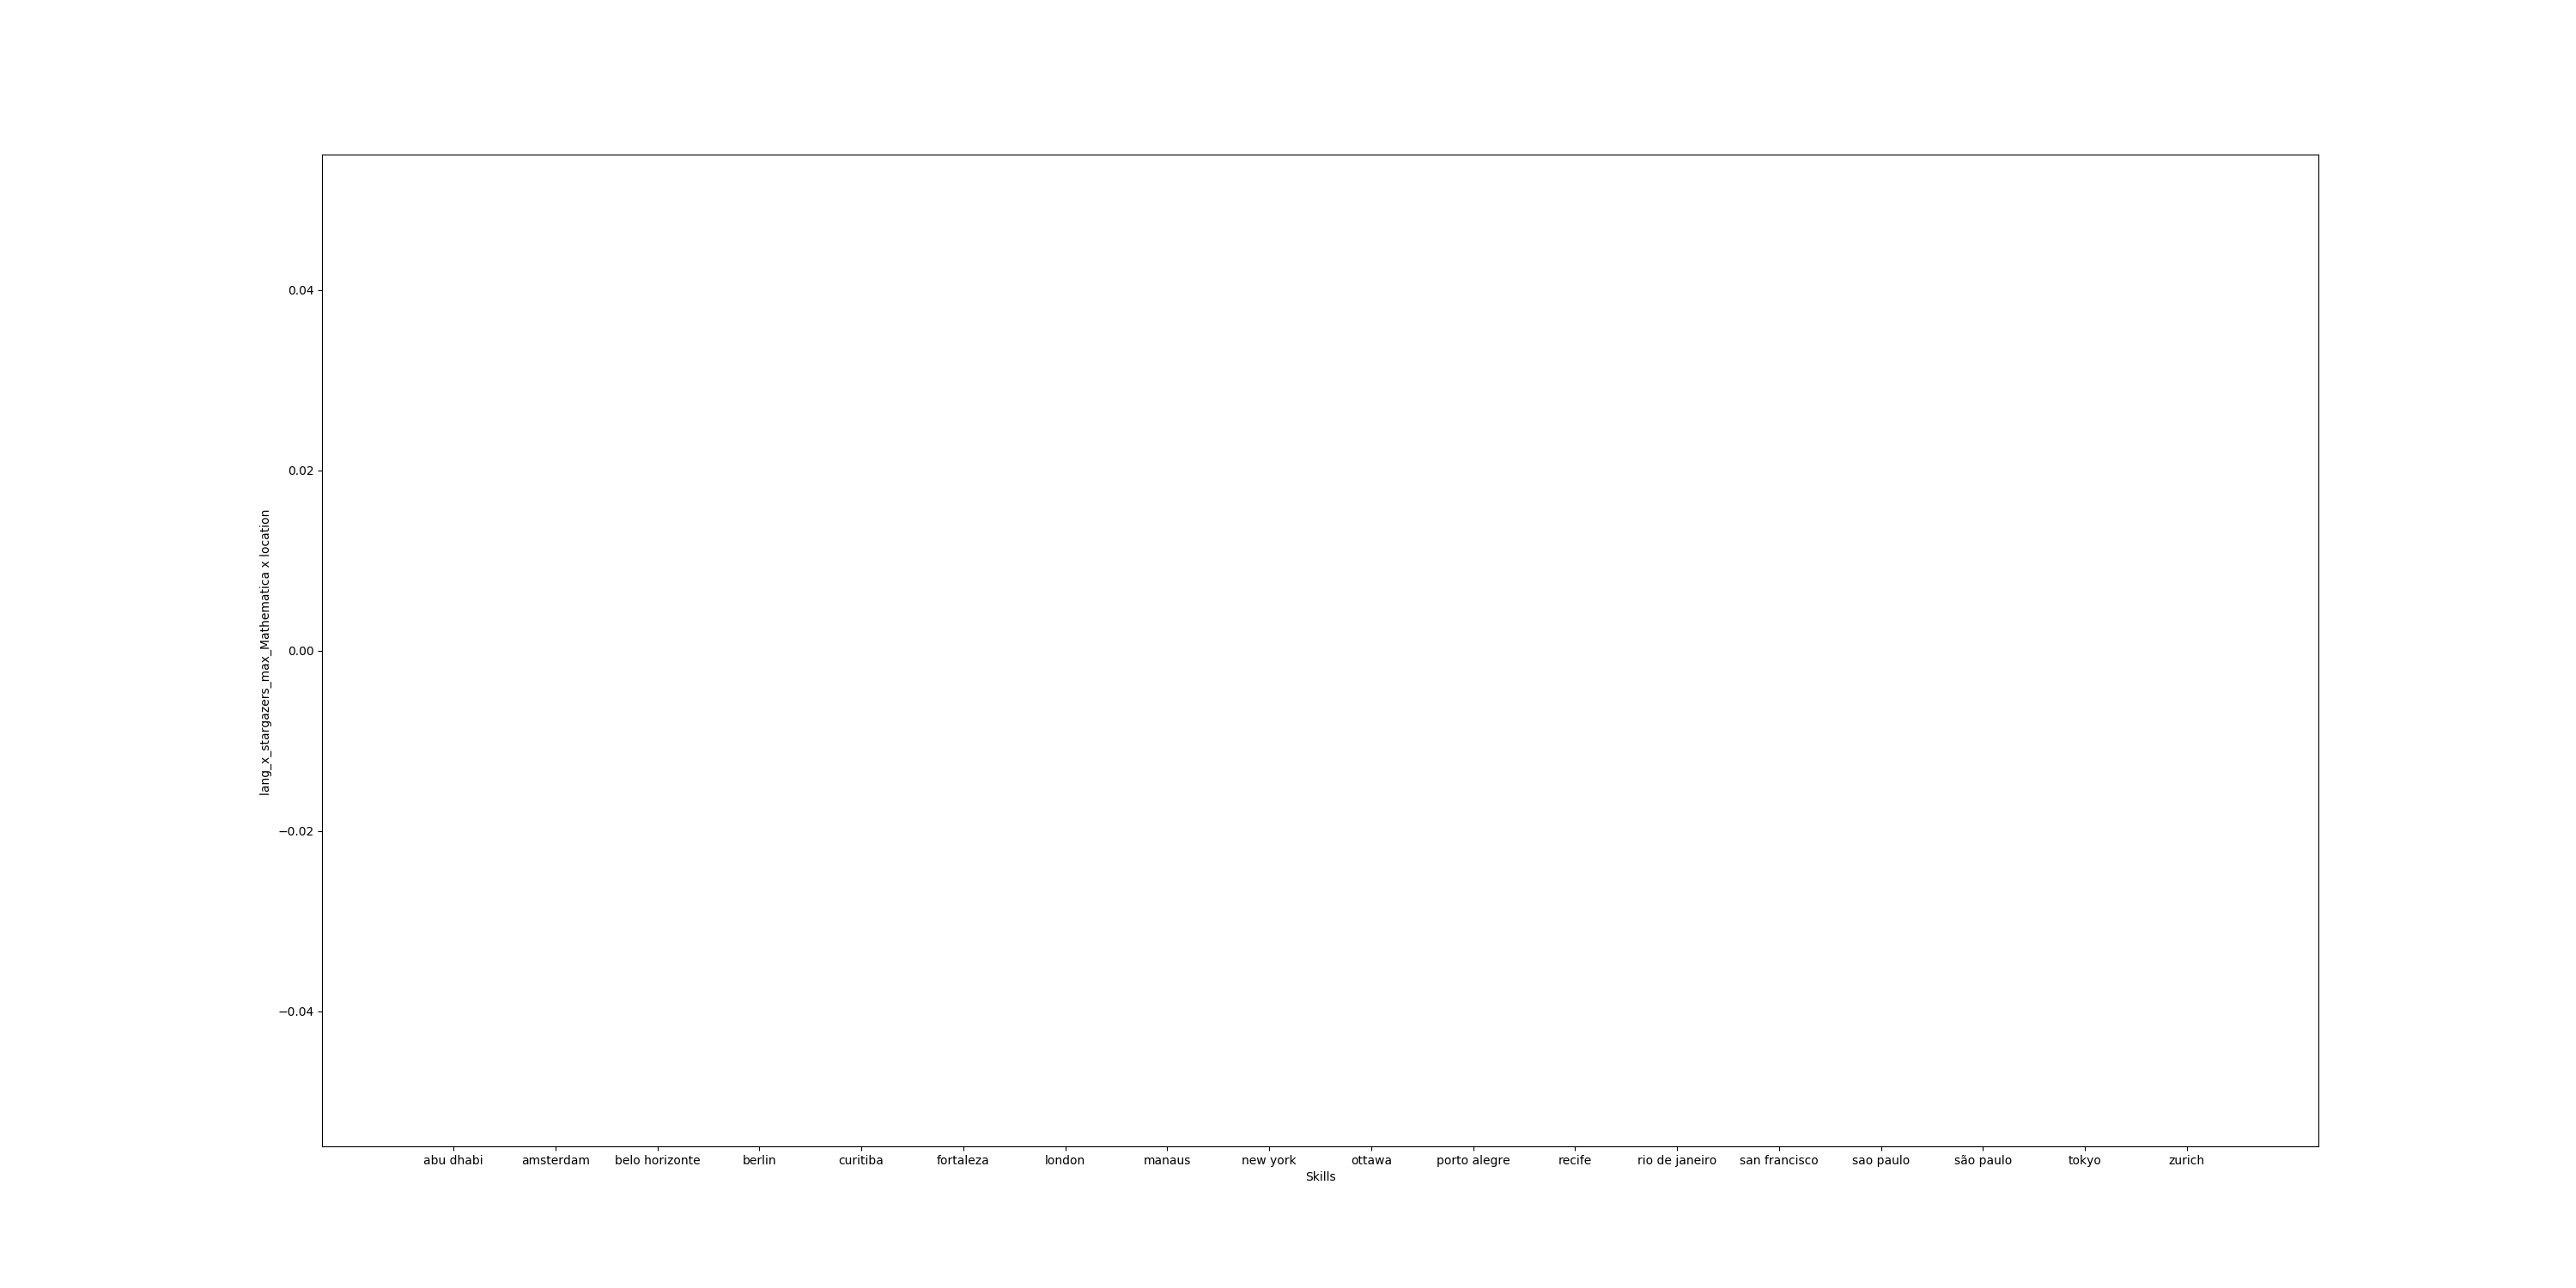 0.04
0.02
0.00
−0.02
−0.04
lang_x_stargazers_max_Mathematica x location
abu dhabi amsterdam belo horizonte berlin curitiba fortaleza london manaus new york ottawa porto alegre recife rio de janeiro san francisco sao paulo são paulo tokyo zurich
Skills